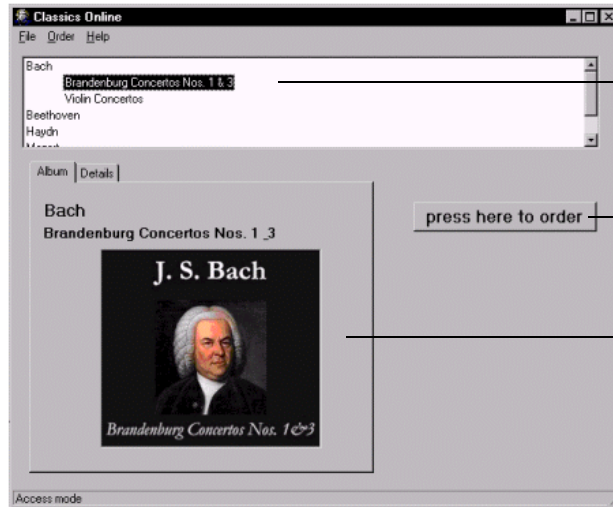 Classics Online
File Order Help
Bach
Brandenburg Concertos Nos. 1 & 3
Violin Concertos
Beethoven
Haydn
Mozart
Album Details
Bach
Brandenburg Concertos Nos. 1 _3
press here to order
J. S. Bach
Brandenburg Concertos Nos. 1&3
Access mode